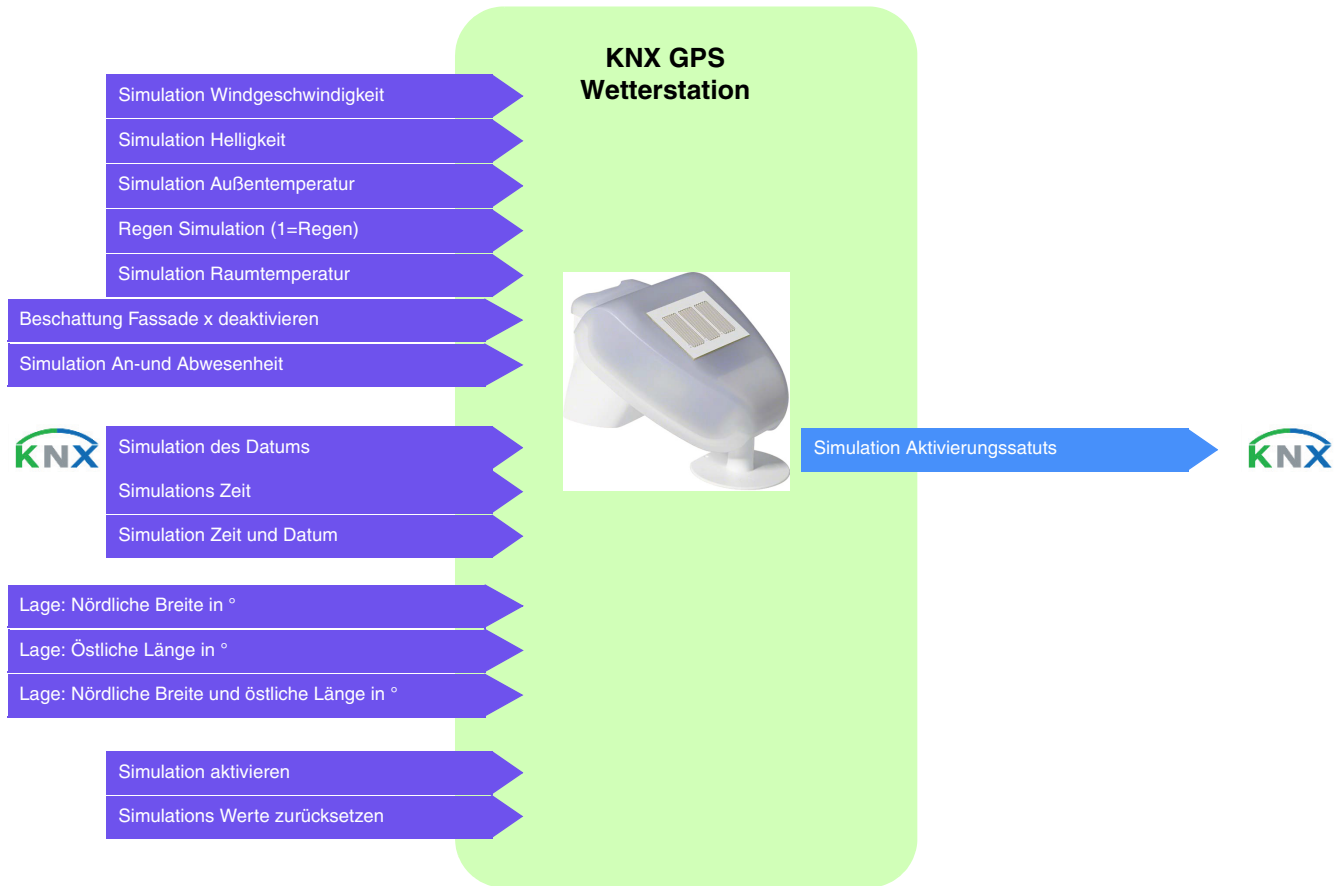 KNX GPS
Wetterstation
Simulation Windgeschwindigkeit
Simulation Helligkeit
Simulation Außentemperatur
Regen Simulation (1=Regen)
Simulation Raumtemperatur
Beschattung Fassade x deaktivieren
Simulation An-und Abwesenheit
KNX
Simulation des Datums
Simulations Zeit
Simulation Zeit und Datum
Simulation Aktivierungssatuts
KNX
Lage: Nördliche Breite in °
Lage: Östliche Länge in °
Lage: Nördliche Breite und östliche Länge in °
Simulation aktivieren
Simulations Werte zurücksetzen